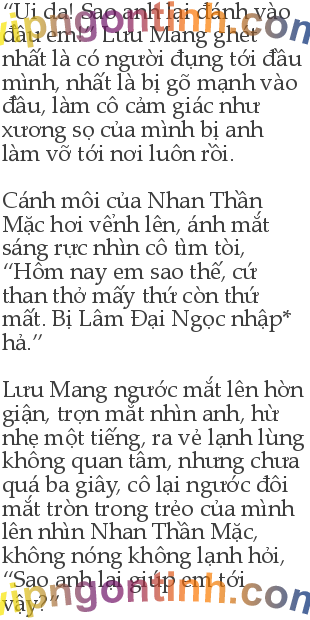 “Ui da! Sao anh lại đánh vào
đầu em?” Lưu Mang ghét
nhất là có người đụng tới đầu
mình, nhất là bị gõ mạnh vào
đầu, làm cô cảm giác như
xương sọ của mình bị anh
làm vỡ tới nơi luôn rồi.
Cánh môi của Nhan Thần
Mặc hơi vểnh lên, ánh mắt
sáng rực nhìn cô tìm tòi,
“Hôm nay em sao thế, cứ
than thở mấy thứ còn thứ
mất. Bị Lâm Đại Ngọc nhập*
hả.”
Lưu Mang ngước mắt lên hờn
giận, trợn mắt nhìn anh, hừ
nhẹ một tiếng, ra vẻ lạnh lùng
không quan tâm, nhưng chưa
quá ba giây, cô lại ngước đôi
mắt tròn trong trẻo của mình
lên nhìn Nhan Thần Mặc,
không nóng không lạnh hỏi,
“Sao anh lại giúp em tới
vậy?”
vipngontinh.com
vipngontinh.com